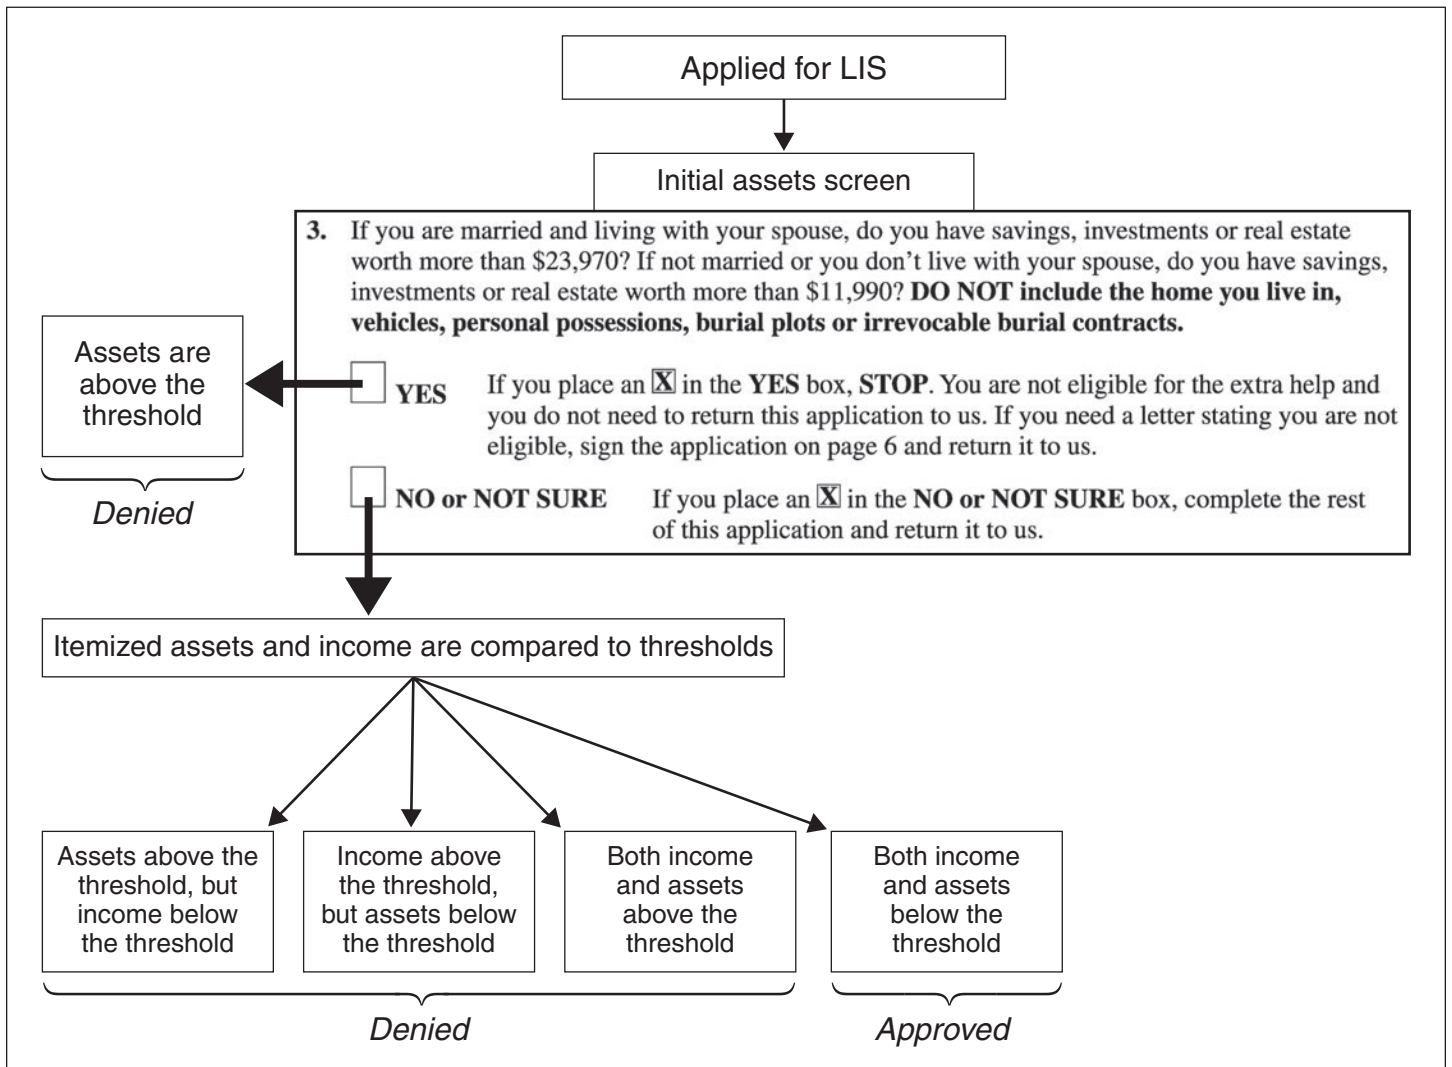 Applied for LIS
Initial assets screen
3. If you are married and living with your spouse, do you have savings, investments or real estate
worth more than $23,970? If not married or you don't live with your spouse, do you have savings,
investments or real estate worth more than $11,990? DO NOT include the home you live in,
vehicles, personal possessions, burial plots or irrevocable burial contracts.
YES If you place an X in the YES box, STOP. You are not eligible for the extra help and
you do not need to return this application to us. If you need a letter stating you are not
eligible, sign the application on page 6 and return it to us.
NO or NOT SURE If you place an X in the NO or NOT SURE box, complete the rest
of this application and return it to us.
Assets are
above the
threshold
Denied
Itemized assets and income are compared to thresholds
Assets above the
threshold, but
income below
the threshold
Income above
the threshold,
but assets below
the threshold
Both income
and assets
above the
threshold
Both income
and assets
below the
threshold
Denied
Approved